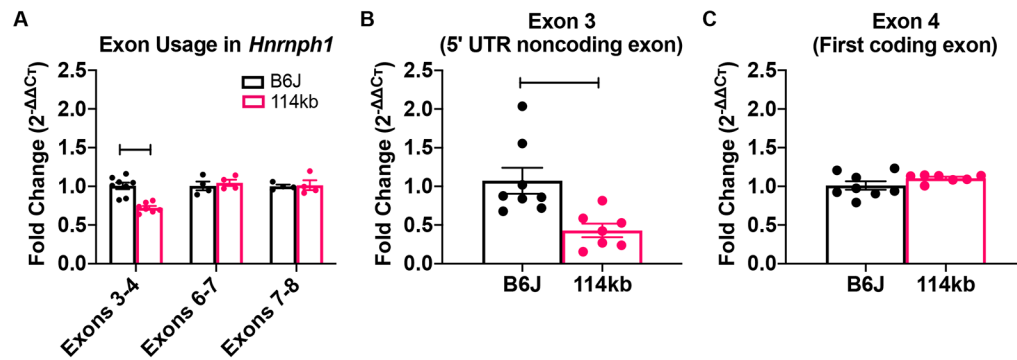 A
Exon Usage in Hnrnph1
Fold Change (2-ΔΔCT)
2.5
2.0
1.5
1.0
0.5
0.0
B6J
114kb
Exons 3-4
Exons 6-7
Exons 7-8
B
Exon 3
(5' UTR noncoding exon)
Fold Change (2-ΔΔCT)
2.5
2.0
1.5
1.0
0.5
0.0
B6J
114kb
C
Exon 4
(First coding exon)
Fold Change (2-ΔΔCT)
2.5
2.0
1.5
1.0
0.5
0.0
B6J
114kb